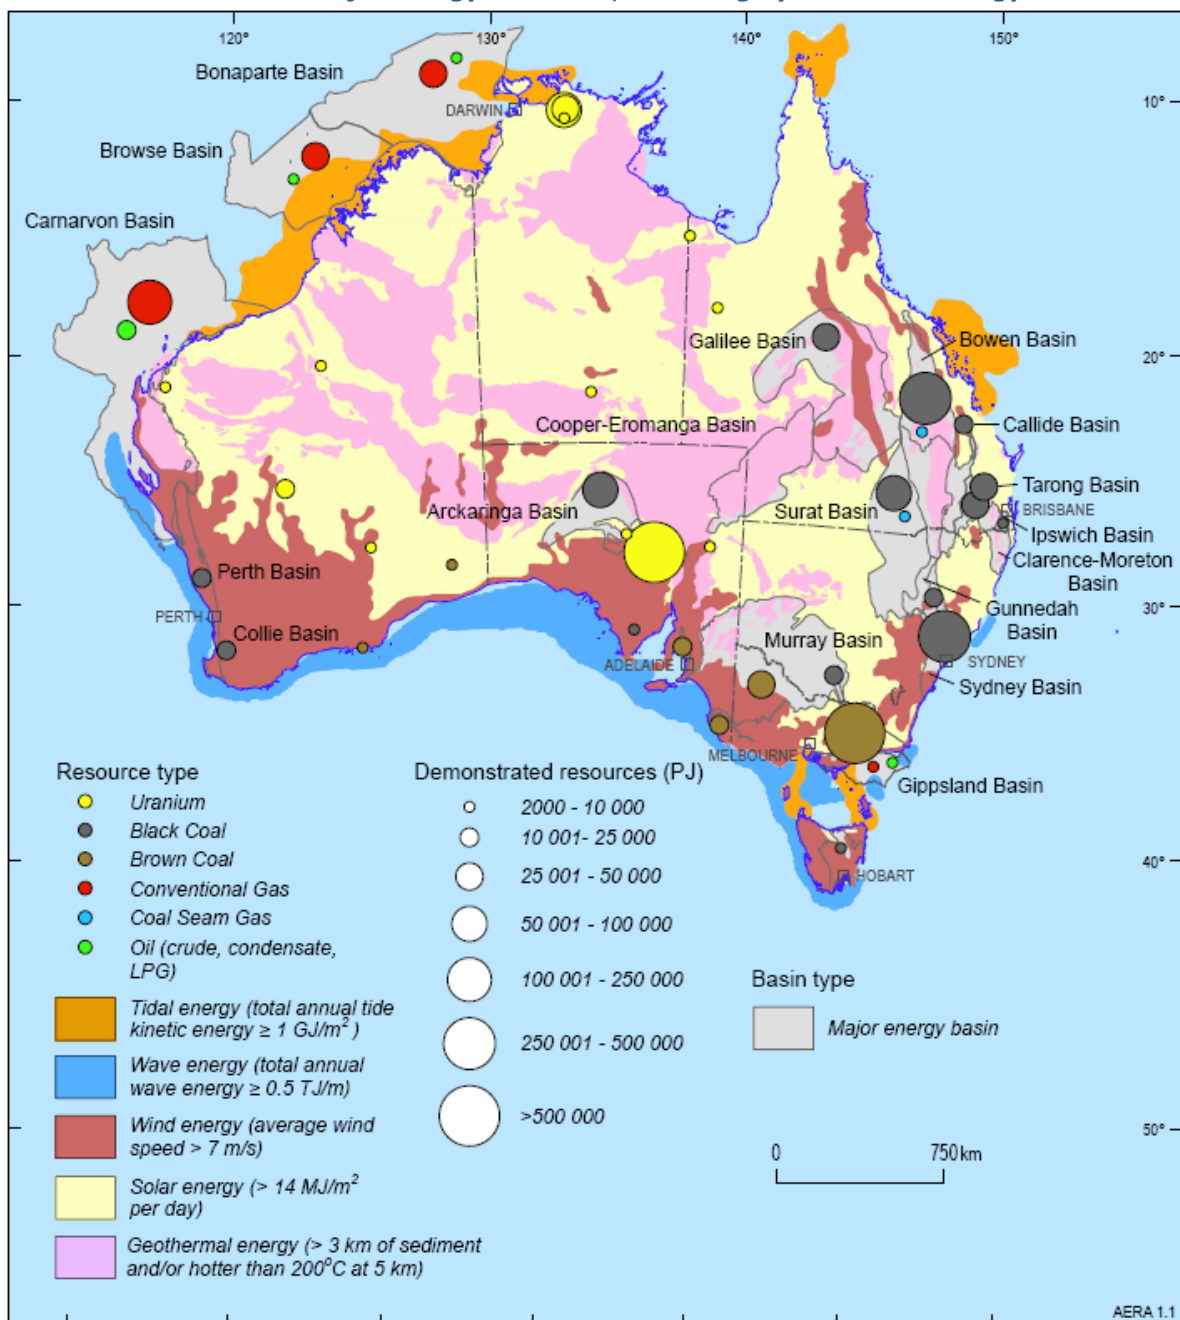 120°
130°
140°
150°
Bonaparte Basin
DARWIN
10°
Browse Basin
Carnarvon Basin
Galilee Basin
Bowen Basin
20°
Cooper-Eromanga Basin
Callide Basin
Arckaringa Basin
Surat Basin
Tarong Basin
BRISBANE
Ipswich Basin
Clarence-Moreton
Basin
Perth Basin
PERTH
Gunnedah
Basin
30°
Collie Basin
Murray Basin
ADELAIDE
SYDNEY
Sydney Basin
MELBOURNE
Gippsland Basin
40°
HOBART
Resource type
Uranium
Black Coal
Brown Coal
Conventional Gas
Coal Seam Gas
Oil (crude, condensate,
LPG)
Tidal energy (total annual tide
kinetic energy ≥ 1 GJ/m²)
Wave energy (total annual
wave energy ≥ 0.5 TJ/m)
Wind energy (average wind
speed > 7 m/s)
Solar energy (> 14 MJ/m²
per day)
Geothermal energy (> 3 km of sediment
and/or hotter than 200°C at 5 km)
Demonstrated resources (PJ)
2000 - 10 000
10 001- 25 000
25 001 - 50 000
50 001 - 100 000
100 001 - 250 000
250 001 - 500 000
>500 000
Basin type
Major energy basin
50°
0 750 km
AERA 1.1